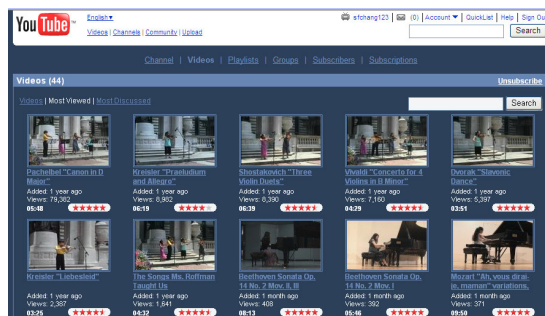 You Tube™
English
sfchang123 | (0) | Account | QuickList | Help | Sign Ou
Videos | Channels | Community | Upload
Search
Channel | Videos | Playlists | Groups | Subscribers | Subscriptions
Videos (44)
Unsubscribe
Videos | Most Viewed | Most Discussed
Search
Pachelbel "Canon in D
Major"
Added: 1 year ago
Views: 79,382
05:48
Kreisler "Praeludium
and Allegro"
Added: 1 year ago
Views: 8,982
06:19
Shostakovich "Three
Violin Duets"
Added: 1 year ago
Views: 8,390
06:39
Vivaldi "Concerto for 4
Violins in B Minor"
Added: 1 year ago
Views: 7,160
04:29
Dvorak "Slavonic
Dance"
Added: 1 year ago
Views: 5,397
03:51
Kreisler "Liebesleid"
Added: 1 year ago
Views: 2,387
03:25
The Songs Ms. Roffman
Taught Us
Added: 1 year ago
Views: 1,641
04:32
Beethoven Sonata Op.
14 No. 2 Mov. II, III
Added: 1 month ago
Views: 408
08:13
Beethoven Sonata Op.
14 No. 2 Mov. I
Added: 1 month ago
Views: 392
05:46
Mozart "Ah, vous dirai-
je, maman" variations,
Added: 1 month ago
Views: 371
09:50